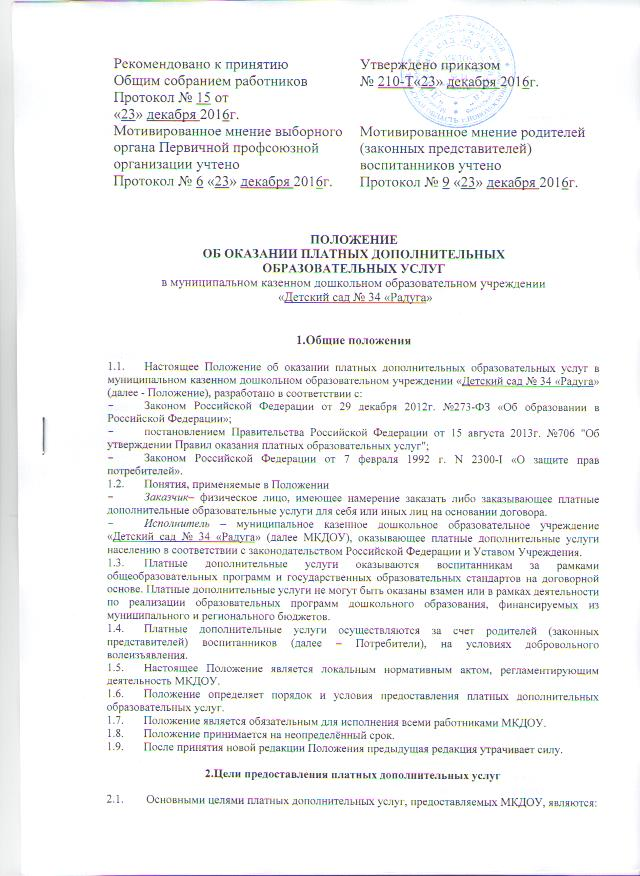 Рекомендовано к принятию
Общим собранием работников
Протокол № 15 от
«23» декабря 2016г.
Мотивированное мнение выборного
органа Первичной профсоюзной
организации учтено
Протокол № 6 «23» декабря 2016г.
Утверждено приказом
№ 210-Т«23» декабря 2016г.
Мотивированное мнение родителей
(законных представителей)
воспитанников учтено
Протокол № 9 «23» декабря 2016г.
ПОЛОЖЕНИЕ
ОБ ОКАЗАНИИ ПЛАТНЫХ ДОПОЛНИТЕЛЬНЫХ
ОБРАЗОВАТЕЛЬНЫХ УСЛУГ
в муниципальном казенном дошкольном образовательном учреждении
«Детский сад № 34 «Радуга»
1.Общие положения
1.1. Настоящее Положение об оказании платных дополнительных образовательных услуг в
муниципальном казенном дошкольном образовательном учреждении «Детский сад № 34 «Радуга»
(далее - Положение), разработано в соответствии с:
− Законом Российской Федерации от 29 декабря 2012г. №273-ФЗ «Об образовании в
Российской Федерации»;
− постановлением Правительства Российской Федерации от 15 августа 2013г. №706 "Об
утверждении Правил оказания платных образовательных услуг";
− Законом Российской Федерации от 7 февраля 1992 г. N 2300-I «О защите прав
потребителей».
1.2. Понятия, применяемые в Положении
− Заказчик– физическое лицо, имеющее намерение заказать либо заказывающее платные
дополнительные образовательные услуги для себя или иных лиц на основании договора.
− Исполнитель – муниципальное казенное дошкольное образовательное учреждение
«Детский сад № 34 «Радуга» (далее МКДОУ), оказывающее платные дополнительные услуги
населению в соответствии с законодательством Российской Федерации и Уставом Учреждения.
1.3. Платные дополнительные услуги оказываются воспитанникам за рамками
общеобразовательных программ и государственных образовательных стандартов на договорной
основе. Платные дополнительные услуги не могут быть оказаны взамен или в рамках деятельности
по реализации образовательных программ дошкольного образования, финансируемых из
муниципального и регионального бюджетов.
1.4. Платные дополнительные услуги осуществляются за счет родителей (законных
представителей) воспитанников (далее – Потребители), на условиях добровольного
волеизъявления.
1.5. Настоящее Положение является локальным нормативным актом, регламентирующим
деятельность МКДОУ.
1.6. Положение определяет порядок и условия предоставления платных дополнительных
образовательных услуг.
1.7. Положение является обязательным для исполнения всеми работниками МКДОУ.
1.8. Положение принимается на неопределённый срок.
1.9. После принятия новой редакции Положения предыдущая редакция утрачивает силу.
2.Цели предоставления платных дополнительных услуг
2.1. Основными целями платных дополнительных услуг, предоставляемых МКДОУ, являются: